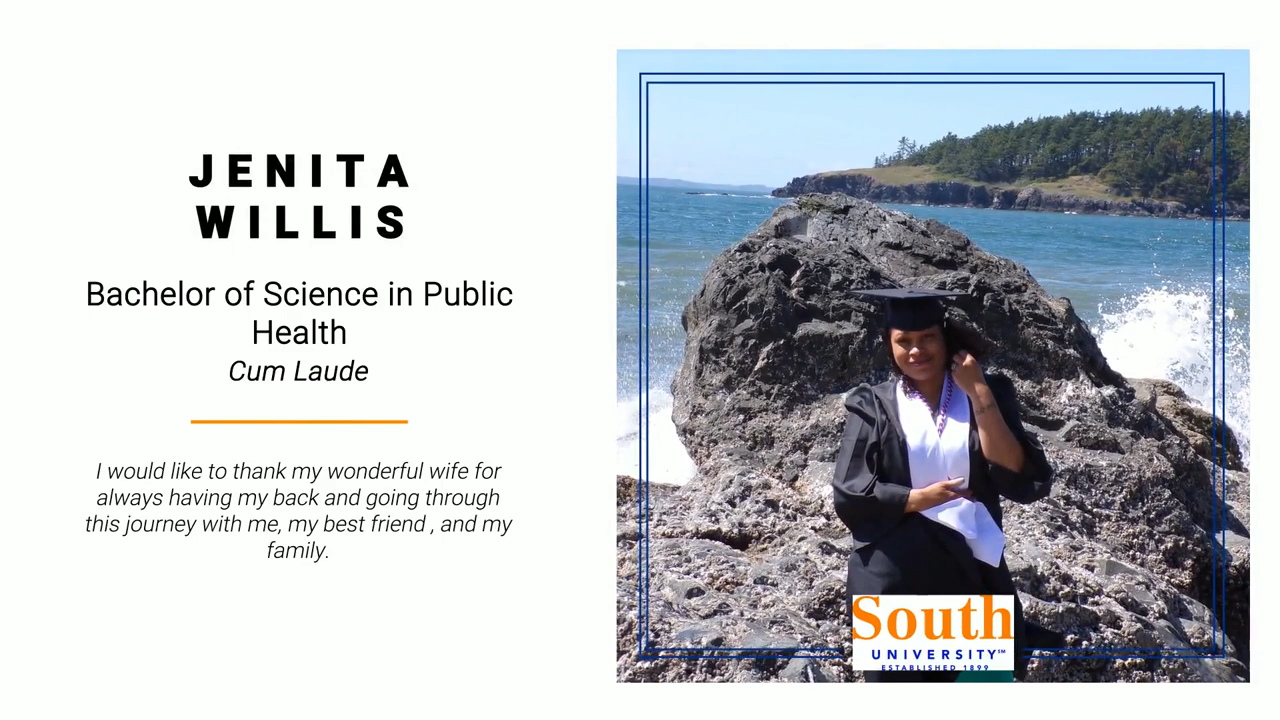 JENITA
WILLIS
Bachelor of Science in Public
Health
Cum Laude
I would like to thank my wonderful wife for
always having my back and going through
this journey with me, my best friend , and my
family.
South
UNIVERSITY℠
ESTABLISHED 1899